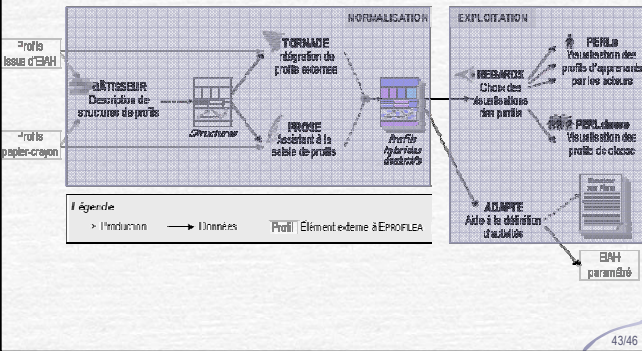 NORMALISATION
EXPLOITATION
Profils
issus d'EIAH
Profils
papier-crayon
BÂTISSEUR
Description de
structures de profils
Structures
TORNADE
Intégration de
profils externes
PROSE
Assistant à la
saisie de profils
Profils
hybrides
REGARDS
Choix des
visualisations
des profils
PERLea
Visualisation des
profils d'apprenants
par les acteurs
PERLclasse
Visualisation des
profils de classe
ADAPTE
Aide à la définition
d'activités
EIAH
paramétré
Légende
Production
Données
Profil
Élément externe à EPROFILEA
43/46